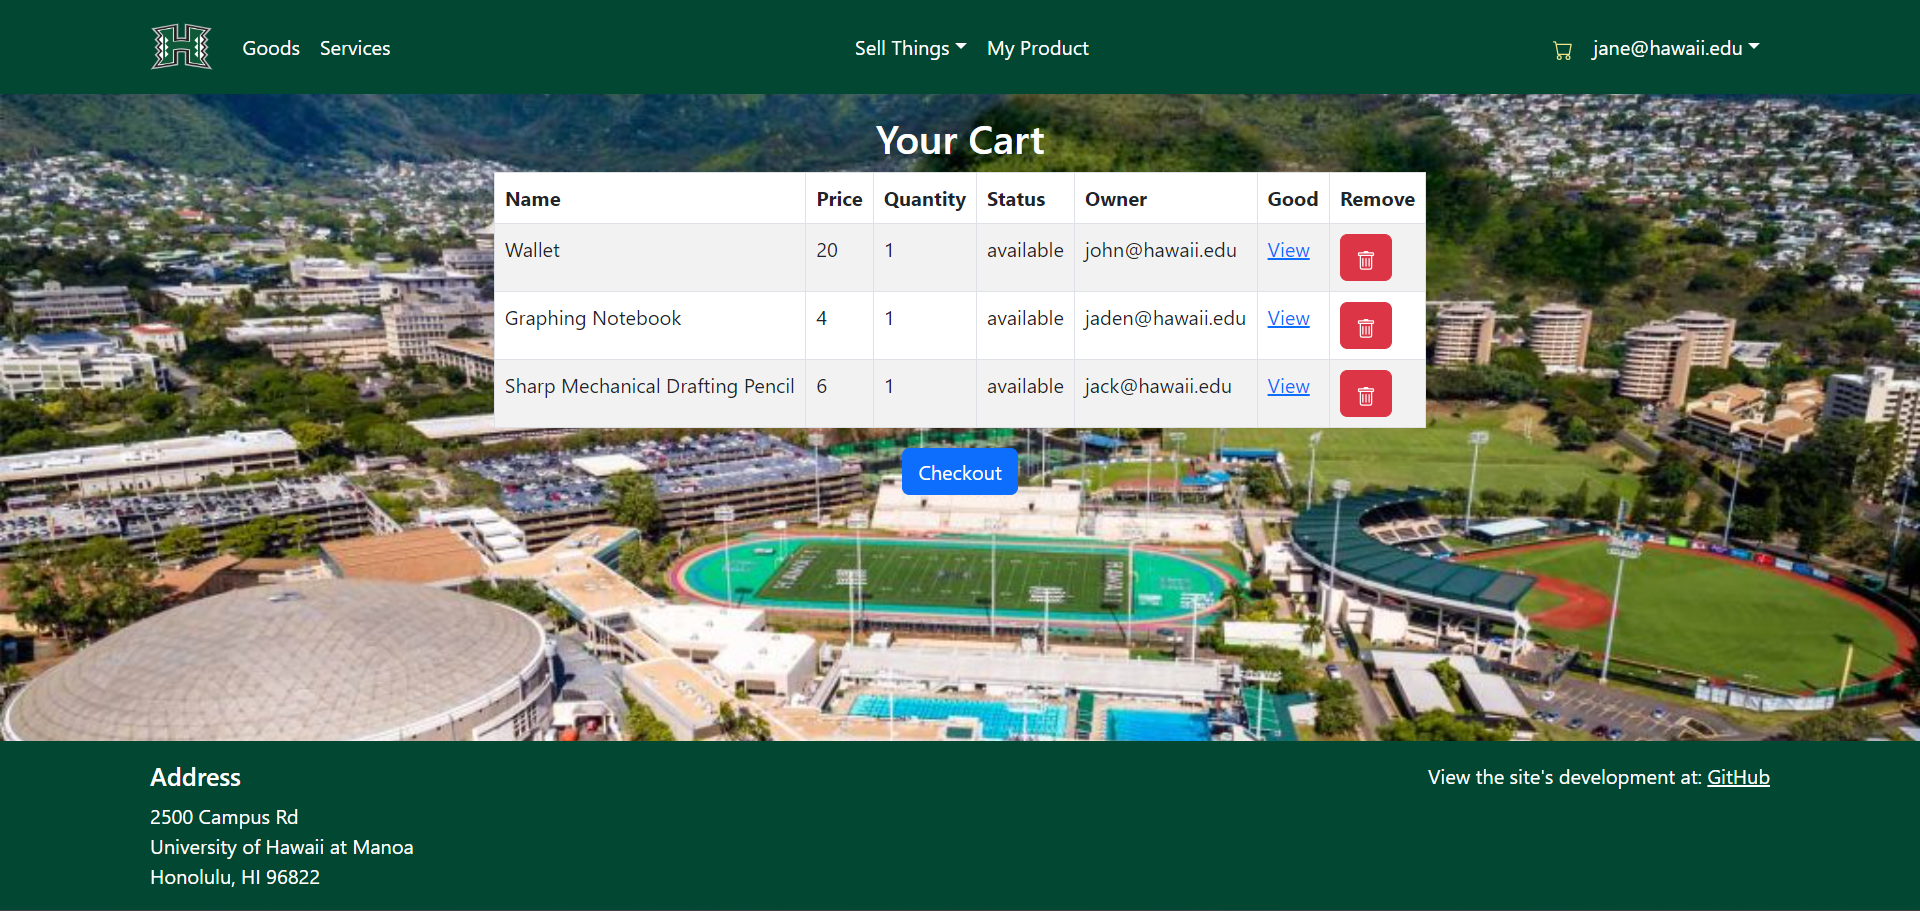 H
Goods Services Sell Things My Product jane@hawaii.edu
Your Cart
Name Price Quantity Status Owner Good Remove
Wallet 20 1 available john@hawaii.edu View
Graphing Notebook 4 1 available jaden@hawaii.edu View
Sharp Mechanical Drafting Pencil 6 1 available jack@hawaii.edu View
Checkout
Address
View the site's development at: GitHub
2500 Campus Rd
University of Hawaii at Manoa
Honolulu, HI 96822